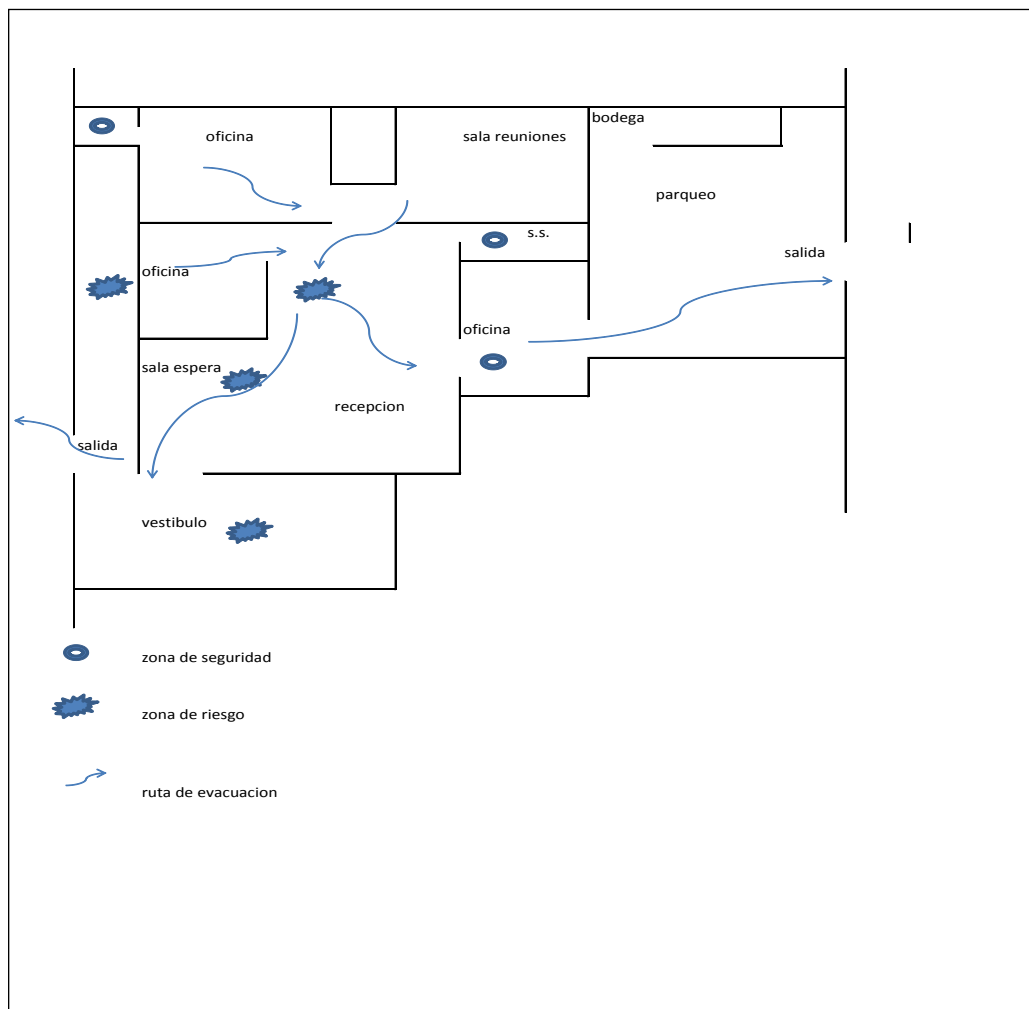 bodega
oficina
sala reuniones
parqueo
s.s.
salida
oficina
oficina
sala espera
recepcion
salida
vestibulo
zona de seguridad
zona de riesgo
ruta de evacuacion